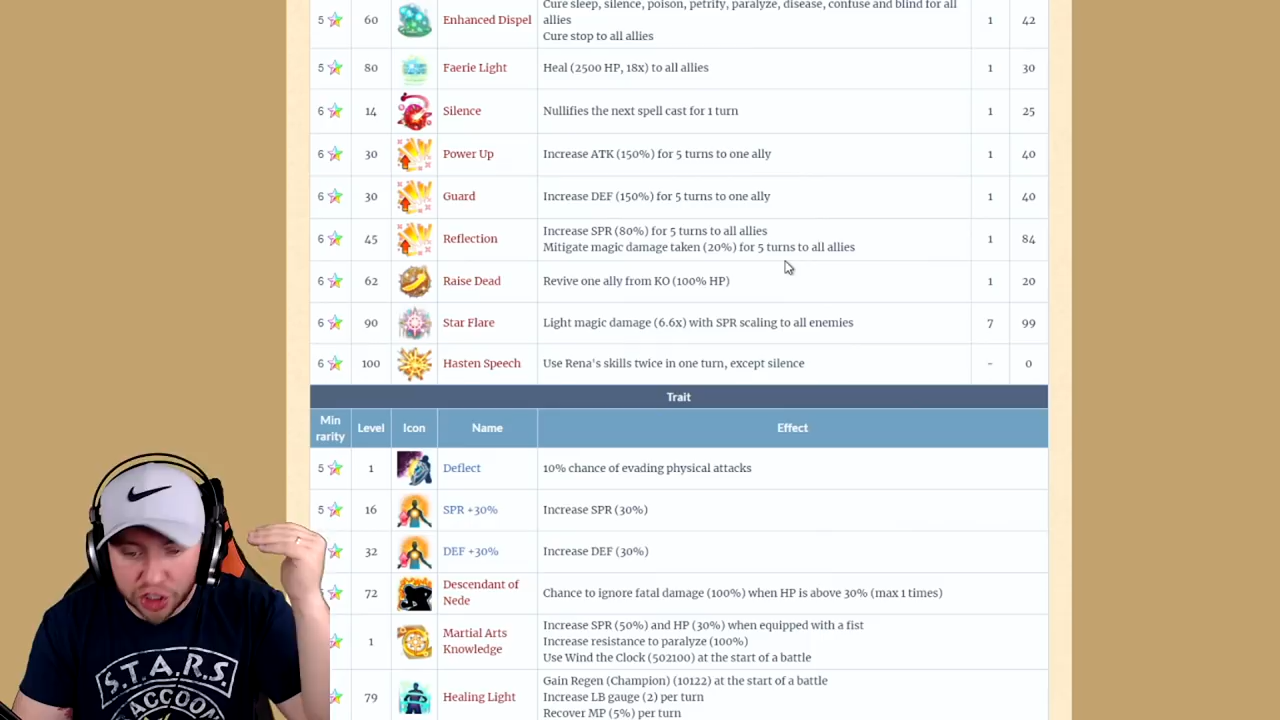 Cure sleep, silence, poison, petrify, paralyze, disease, confuse and blind for all
5 60 Enhanced Dispel allies 1 42
Cure stop to all allies
5 80 Faerie Light Heal (2500 HP, 18x) to all allies 1 30
6 14 Silence Nullifies the next spell cast for 1 turn 1 25
6 30 Power Up Increase ATK (150%) for 5 turns to one ally 1 40
6 30 Guard Increase DEF (150%) for 5 turns to one ally 1 40
Increase SPR (80%) for 5 turns to all allies
6 45 Reflection Mitigate magic damage taken (20%) for 5 turns to all allies 1 84
6 62 Raise Dead Revive one ally from KO (100% HP) 1 20
6 90 Star Flare Light magic damage (6.6x) with SPR scaling to all enemies 7 99
6 100 Hasten Speech Use Rena's skills twice in one turn, except silence - 0
Trait
Min rarity Level Icon Name Effect
5 1 Deflect 10% chance of evading physical attacks
5 16 SPR +30% Increase SPR (30%)
32 DEF +30% Increase DEF (30%)
72 Descendant of Nede Chance to ignore fatal damage (100%) when HP is above 30% (max 1 times)
Increase SPR (50%) and HP (30%) when equipped with a fist
1 Martial Arts Knowledge Increase resistance to paralyze (100%)
Use Wind the Clock (502100) at the start of a battle
Gain Regen (Champion) (10122) at the start of a battle
79 Healing Light Increase LB gauge (2) per turn
Recover MP (5%) per turn
S.T.A.R.S.
RACCOON